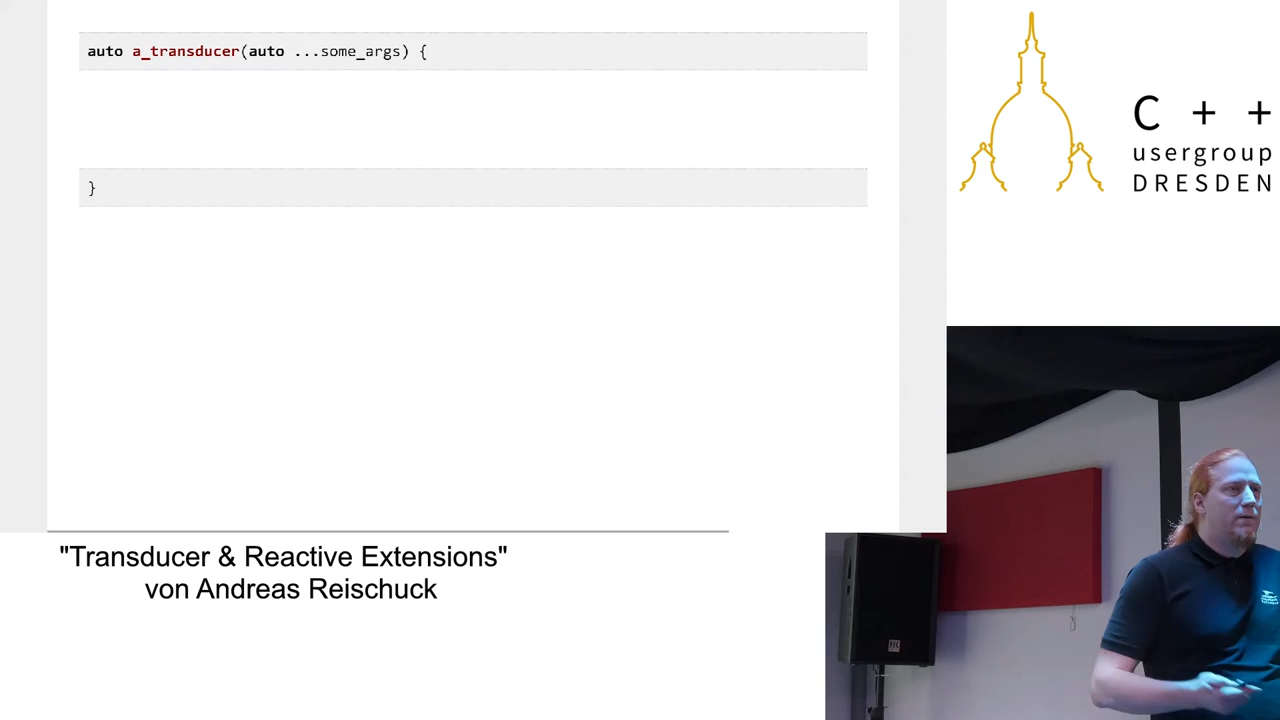 auto a_transducer(auto ...some_args) {
}
C + +
usergroup
DRESDEN
"Transducer & Reactive Extensions"
von Andreas Reischuck